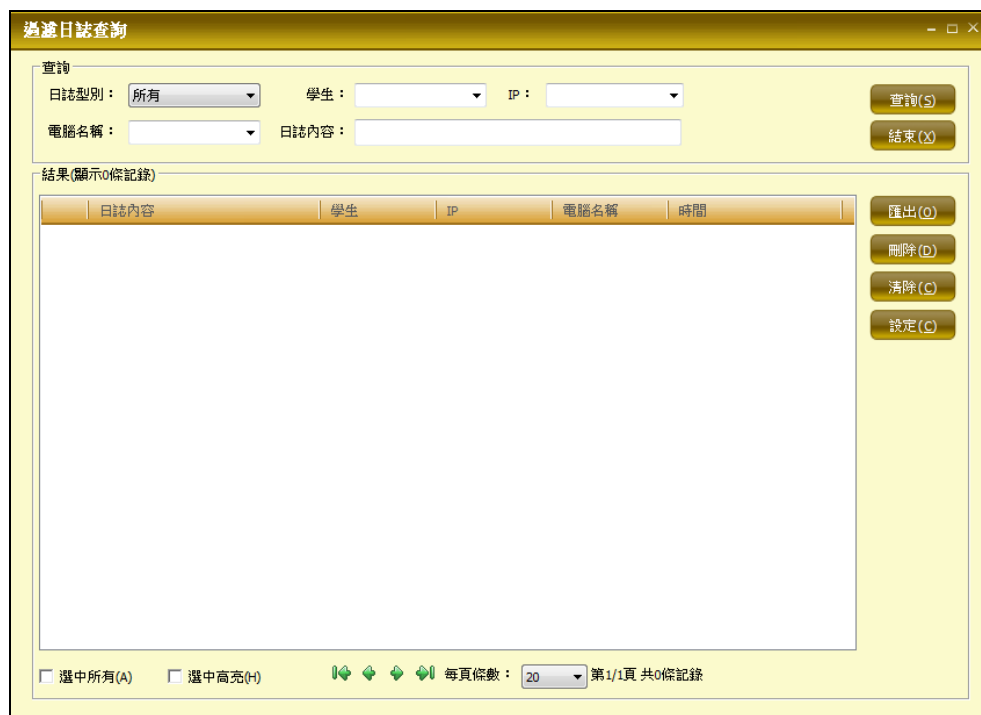 過濾日誌查詢
查詢
日誌型別： 所有 學生： IP： 查詢(S)
電腦名稱： 日誌內容： 結束(X)
結果(顯示0條記錄)
日誌內容 學生 IP 電腦名稱 時間 匯出(O)
刪除(D)
清除(C)
設定(C)
選中所有(A) 選中高亮(H) 每頁條數： 20 第1/1頁 共0條記錄